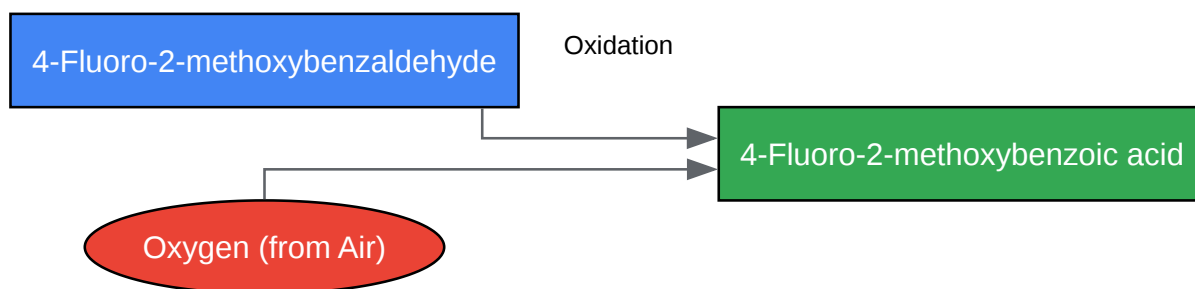 4-Fluoro-2-methoxybenzaldehyde
Oxidation
4-Fluoro-2-methoxybenzoic acid
Oxygen (from Air)